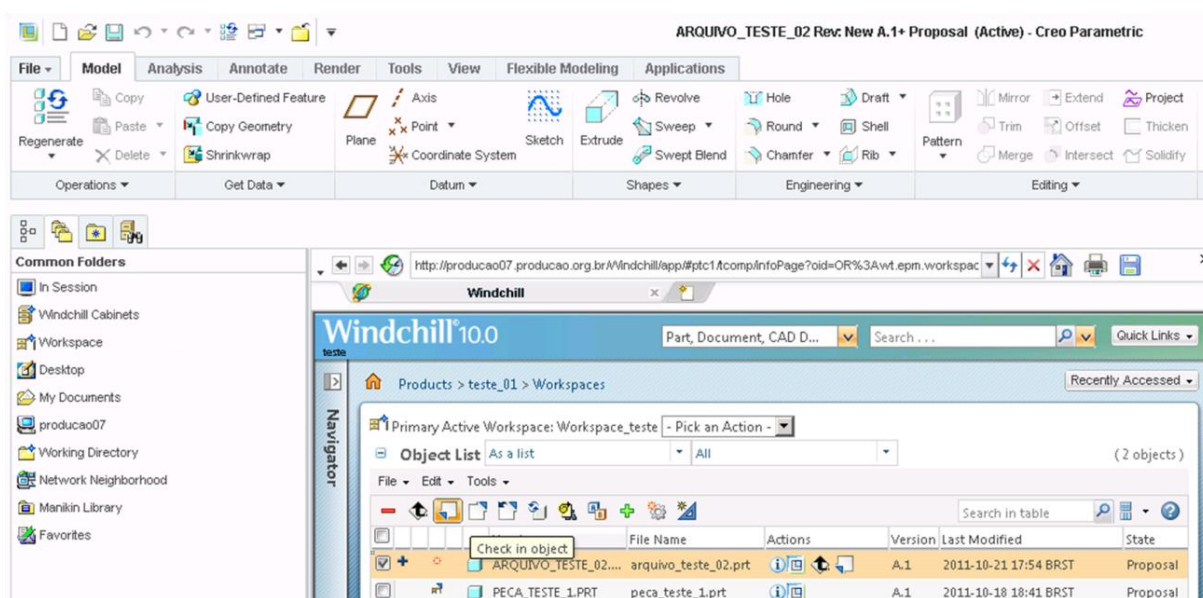 ARQUIVO_TESTE_02 Rev: New A.1+ Proposal (Active) - Creo Parametric
File Model Analysis Annotate Render Tools View Flexible Modeling Applications
Regenerate
Copy
Paste
Delete
User-Defined Feature
Copy Geometry
Shrinkwrap
Plane
Axis
Point
Coordinate System
Sketch
Extrude
Revolve
Sweep
Swept Blend
Hole
Round
Chamfer
Draft
Shell
Rib
Pattern
Mirror
Trim
Merge
Extend
Offset
Intersect
Project
Thicken
Solidify
Operations Get Data Datum Shapes Engineering Editing
Common Folders
In Session
Windchill Cabinets
Workspace
Desktop
My Documents
producao07
Working Directory
Network Neighborhood
Manikin Library
Favorites
http://producao07.producao.org.br/Windchill/app/#ptc1/tcomp/infoPage?oid=OR%3Awt.epm.workspac
Windchill
Windchill 10.0
teste
Part, Document, CAD D... Search . . . Quick Links
Navigator
Products > teste_01 > Workspaces Recently Accessed
Primary Active Workspace: Workspace_teste - Pick an Action -
Object List As a list All (2 objects)
File Edit Tools
Search in table
Check in object
File Name Actions Version Last Modified State
ARQUIVO_TESTE_02.... arquivo_teste_02.prt A.1 2011-10-21 17:54 BRST Proposal
PECA_TESTE_1.PRT peca_teste_1.prt A.1 2011-10-18 18:41 BRST Proposal